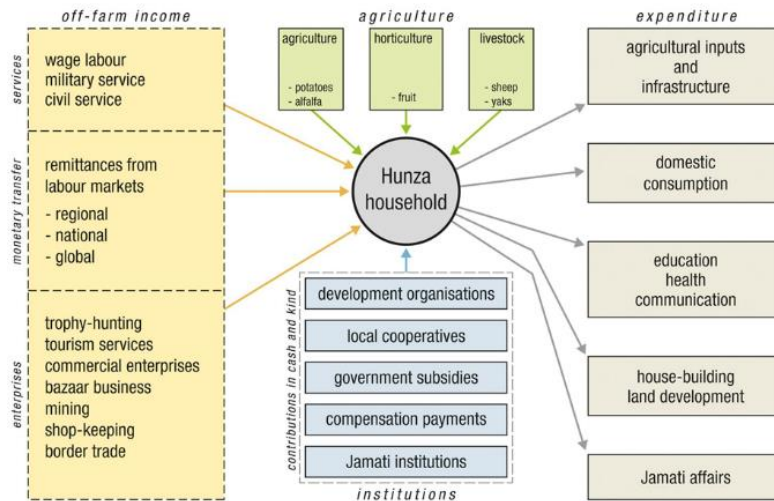 off-farm income
services
wage labour
military service
civil service
monetary transfer
remittances from
labour markets
- regional
- national
- global
enterprises
trophy-hunting
tourism services
commercial enterprises
bazaar business
mining
shop-keeping
border trade
agriculture
agriculture
- potatoes
- alfalfa
horticulture
- fruit
livestock
- sheep
- yaks
Hunza
household
contributions in cash and kind
development organisations
local cooperatives
government subsidies
compensation payments
Jamati institutions
institutions
expenditure
agricultural inputs
and
infrastructure
domestic
consumption
education
health
communication
house-building
land development
Jamati affairs